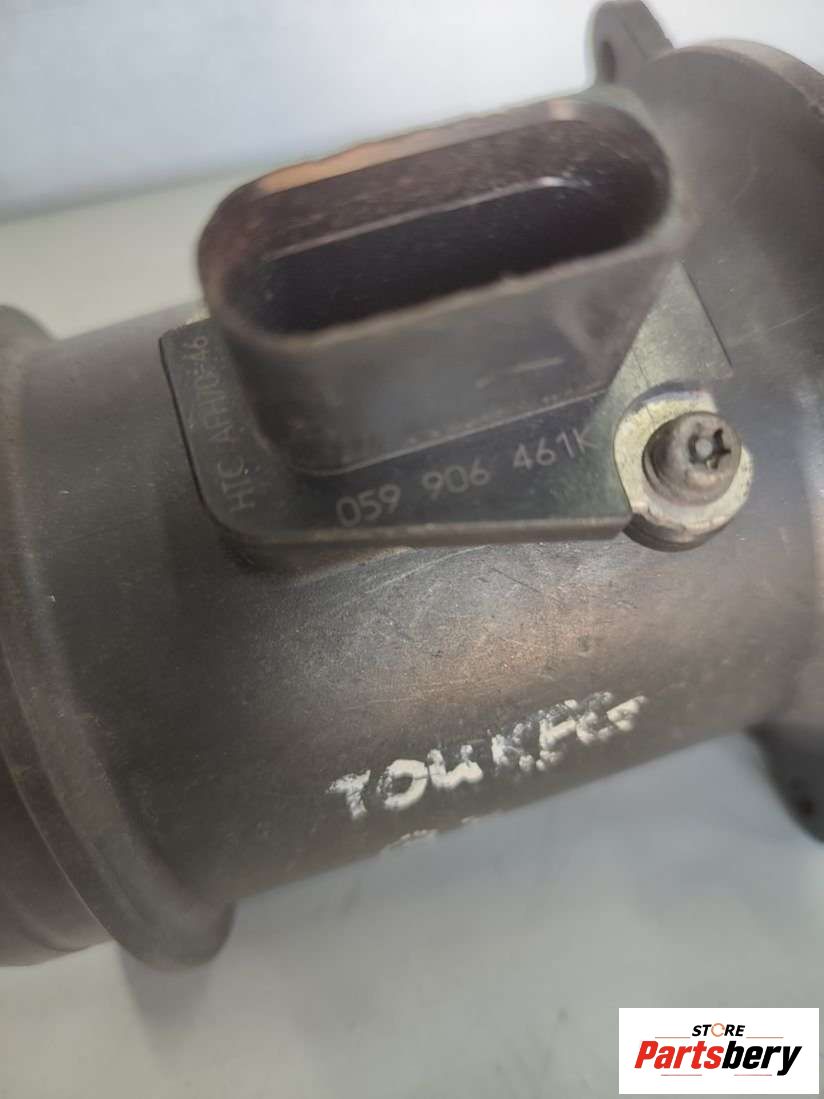 HTC AFH70-46
059 906 461K
STORE
Partsbery